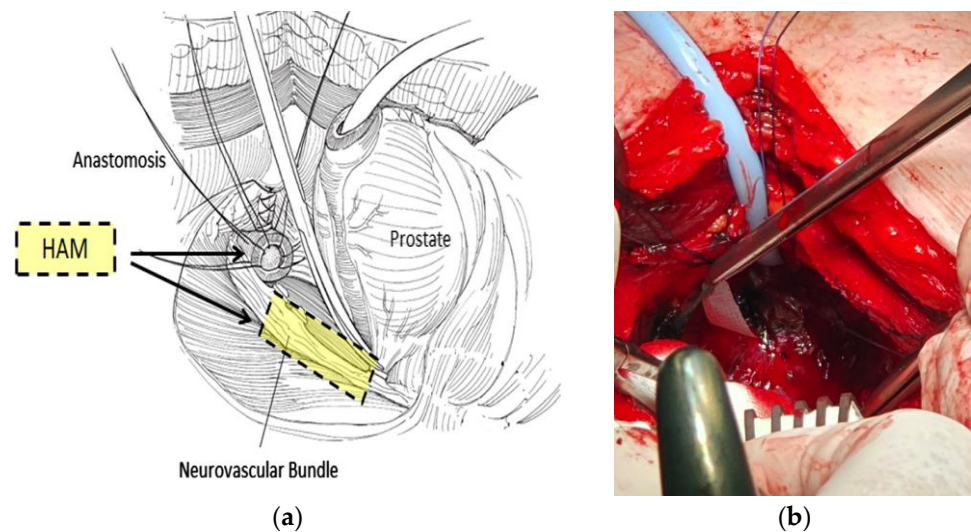 Anastomosis
HAM
Prostate
Neurovascular Bundle
(a)
(b)